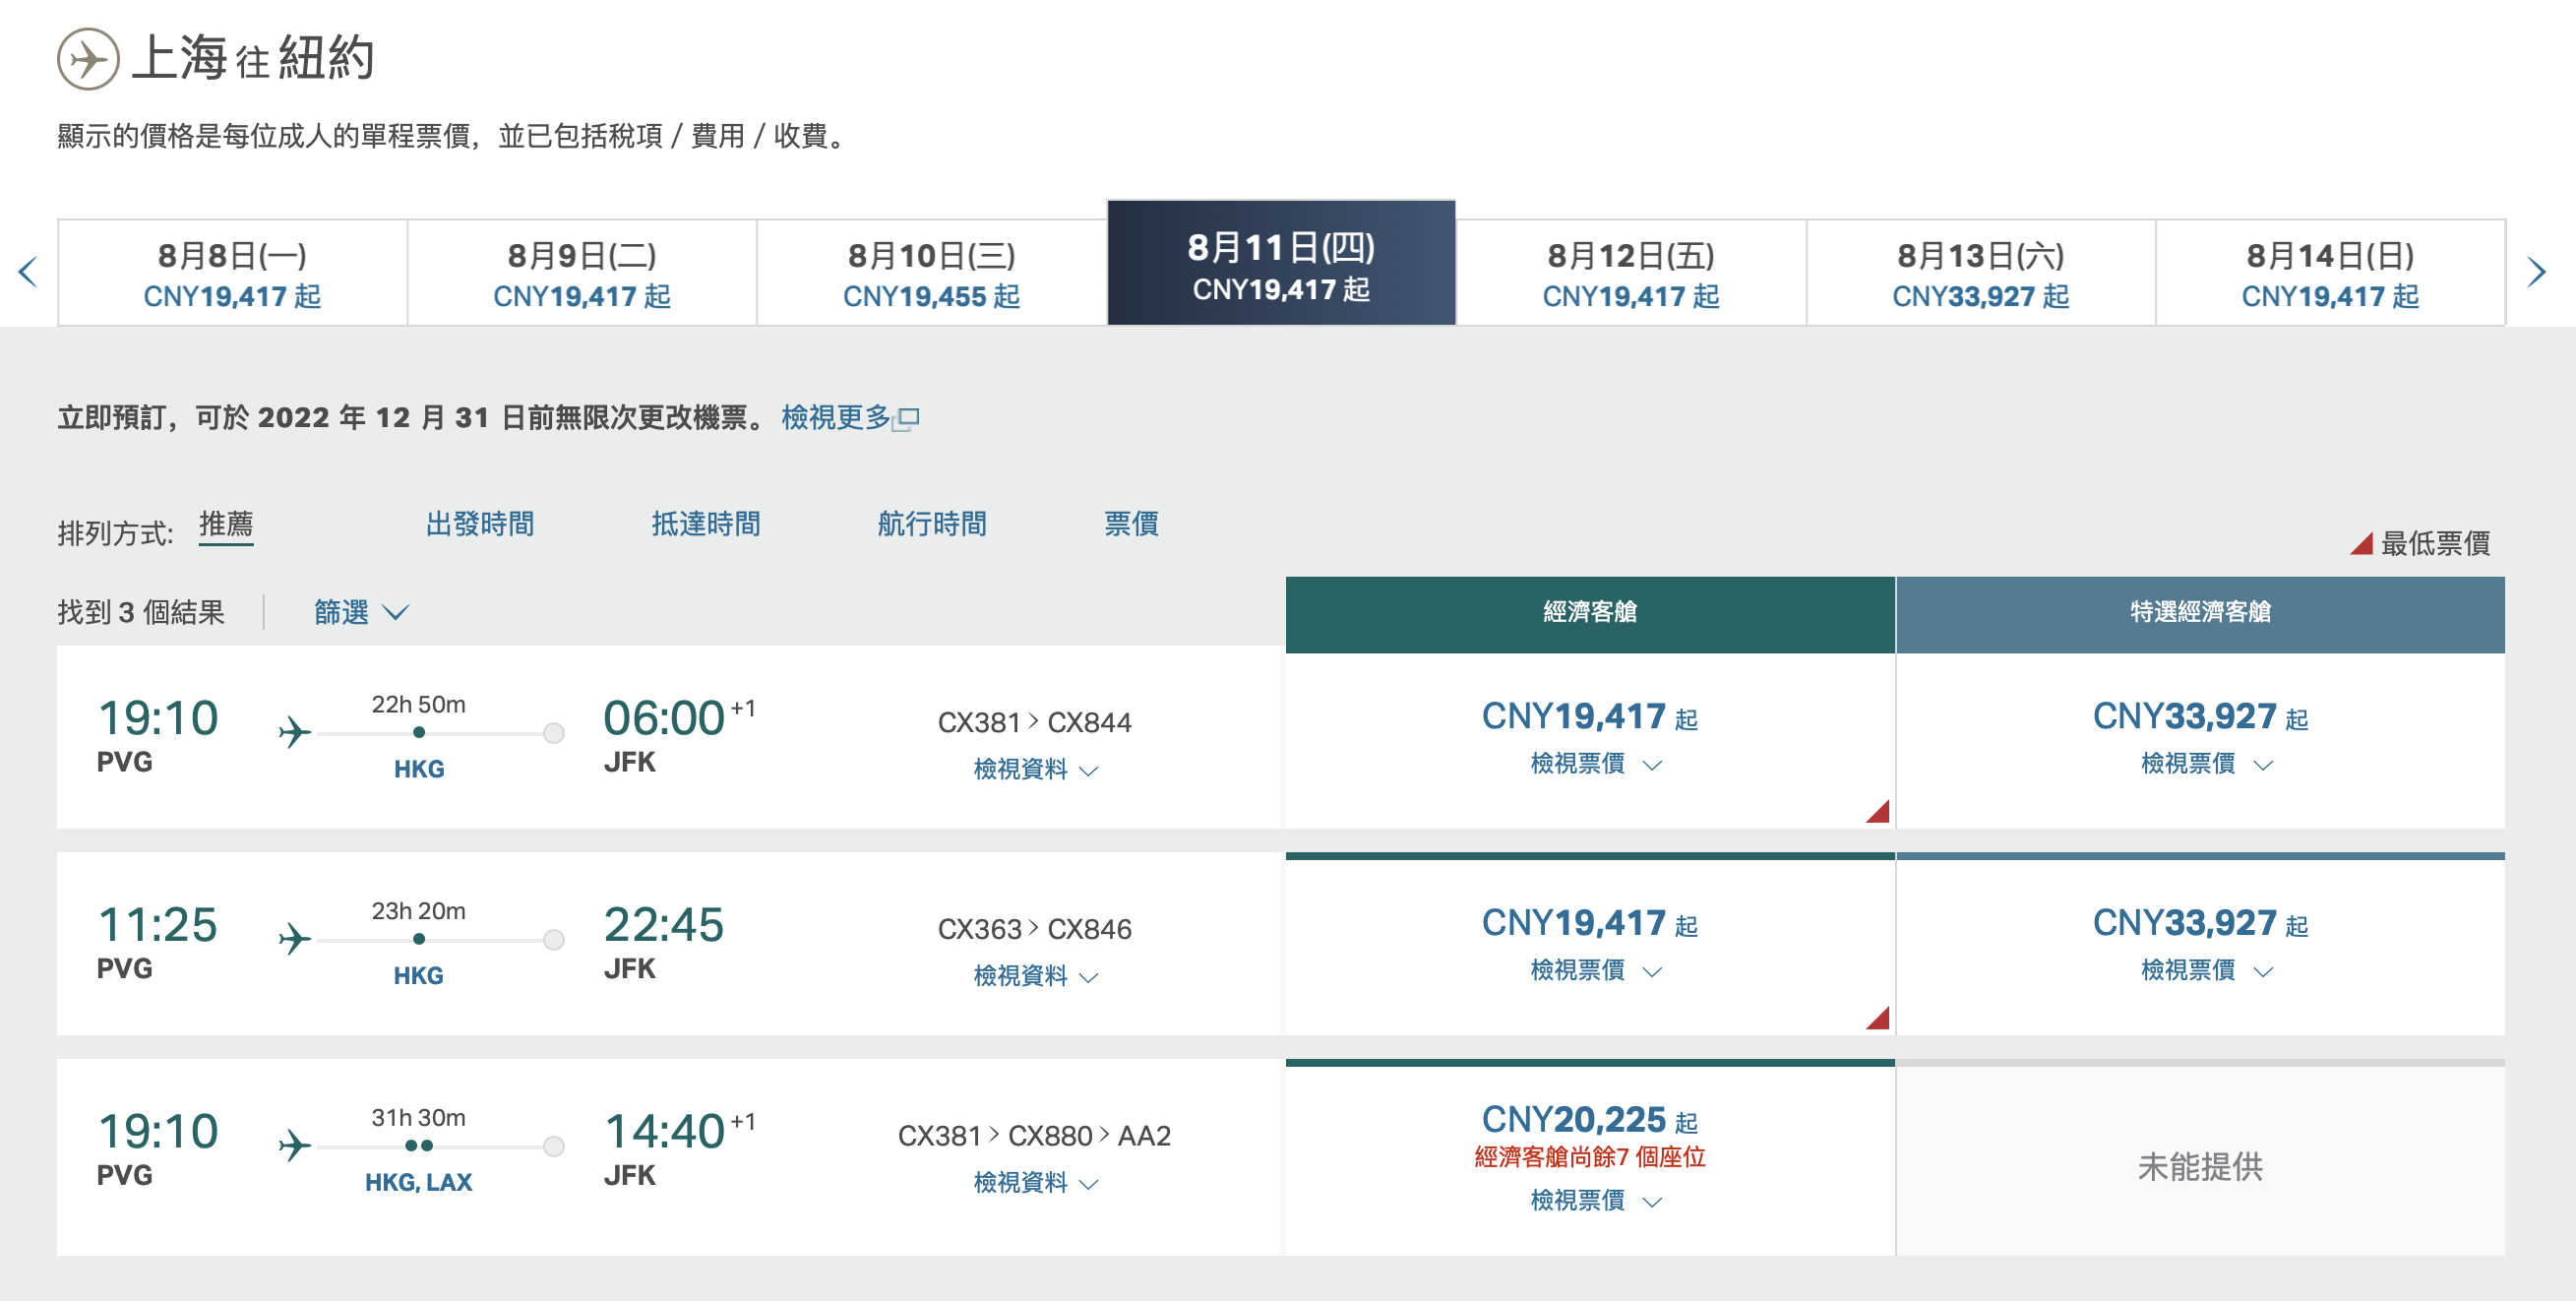 上海往紐約
顯示的價格是每位成人的單程票價，並已包括稅項 / 費用 / 收費。
8月8日(一)
CNY19,417 起
8月9日(二)
CNY19,417 起
8月10日(三)
CNY19,455 起
8月11日(四)
CNY19,417 起
8月12日(五)
CNY19,417 起
8月13日(六)
CNY33,927 起
8月14日(日)
CNY19,417 起
立即預訂，可於 2022 年 12 月 31 日前無限次更改機票。 檢視更多
排列方式: 推薦 出發時間 抵達時間 航行時間 票價
最低票價
找到 3 個結果 篩選
經濟客艙 特選經濟客艙
19:10
PVG
22h 50m
HKG
06:00 +1
JFK
CX381 > CX844
檢視資料
CNY19,417 起
檢視票價
CNY33,927 起
檢視票價
11:25
PVG
23h 20m
HKG
22:45
JFK
CX363 > CX846
檢視資料
CNY19,417 起
檢視票價
CNY33,927 起
檢視票價
19:10
PVG
31h 30m
HKG, LAX
14:40 +1
JFK
CX381 > CX880 > AA2
檢視資料
CNY20,225 起
經濟客艙尚餘7 個座位
檢視票價
未能提供